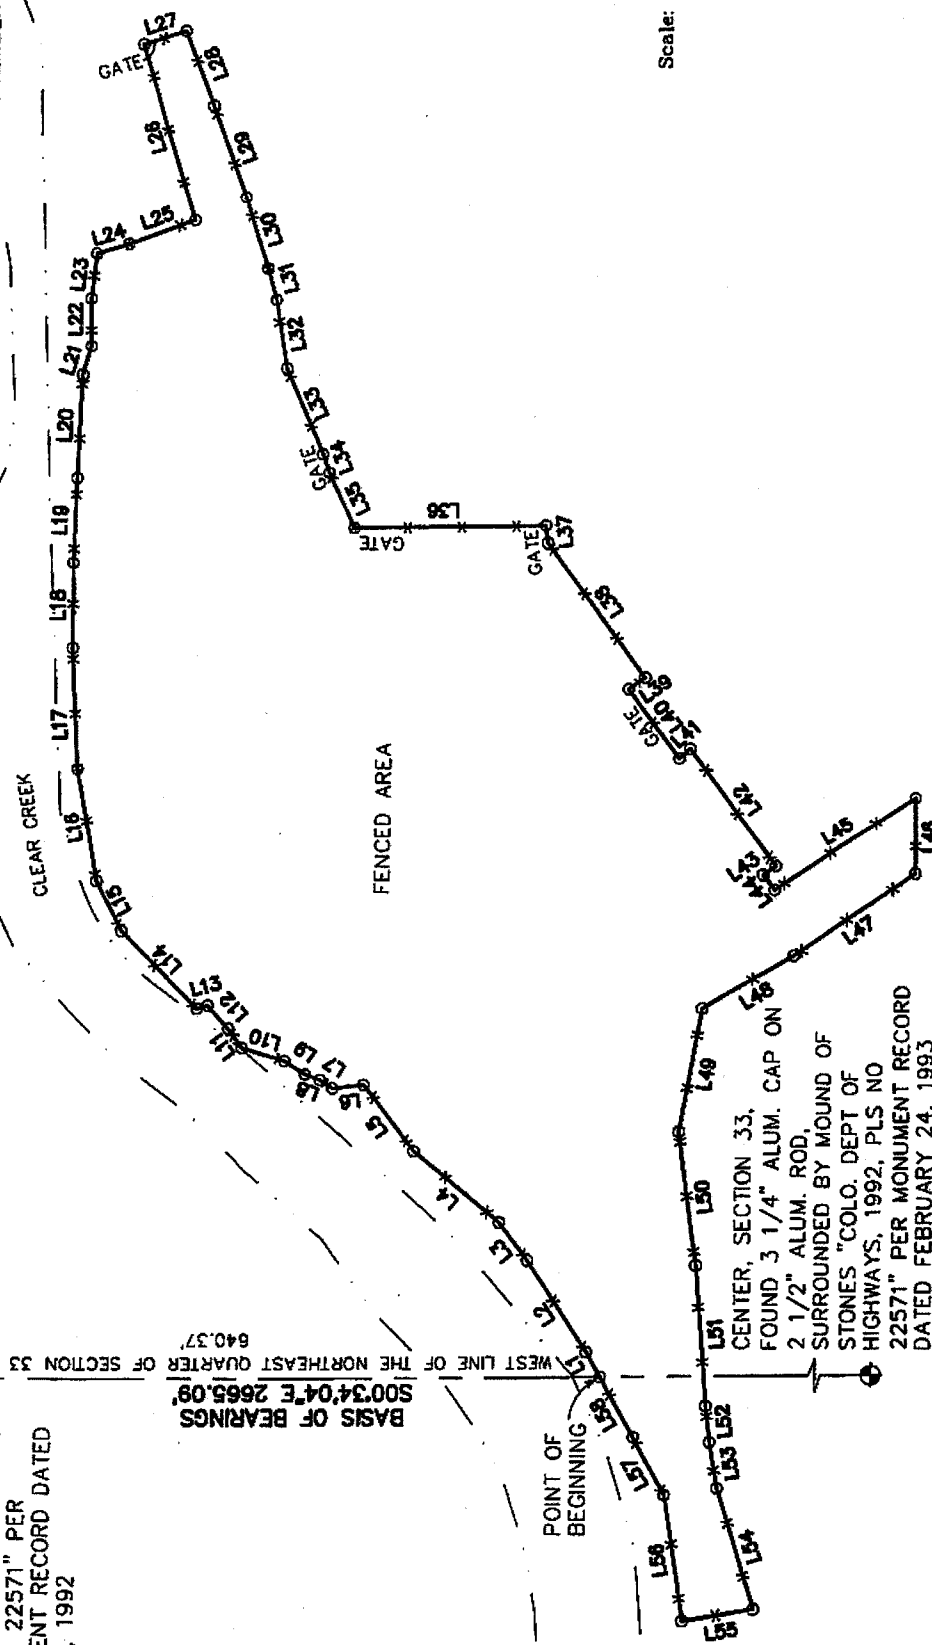 22571" PER
ENT RECORD DATED
, 1992
BASIS OF BEARINGS
S00°34'04"E 2665.09'
WEST LINE OF THE NORTHEAST QUARTER OF SECTION 33
640.37'
POINT OF
BEGINNING
CLEAR CREEK
FENCED AREA
GATE
GATE
GATE
GATE
GATE
Scale:
L1
L2
L3
L4
L5
L6
L7
L8
L9
L10
L11
L12
L13
L14
L15
L16
L17
L18
L19
L20
L21
L22
L23
L24
L25
L26
L27
L28
L29
L30
L31
L32
L33
L34
L35
L36
L37
L38
L39
L40
L42
L43
L44
L45
L46
L47
L48
L49
L50
L51
L52
L53
L54
L55
L56
L57
L58
CENTER, SECTION 33,
FOUND 3 1/4" ALUM. CAP ON
2 1/2" ALUM. ROD,
SURROUNDED BY MOUND OF
STONES "COLO. DEPT OF
HIGHWAYS, 1992, PLS NO
22571" PER MONUMENT RECORD
DATED FEBRUARY 24, 1993